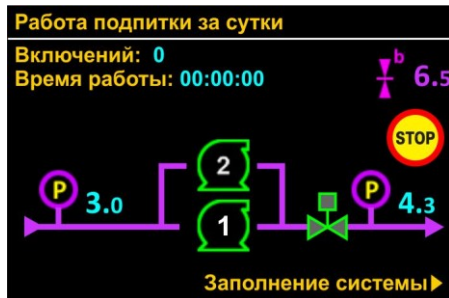 Работа подпитки за сутки
Включений: 0
Время работы: 00:00:00
b
6.5
STOP
2
P
3.0
P
4.3
1
Заполнение системы